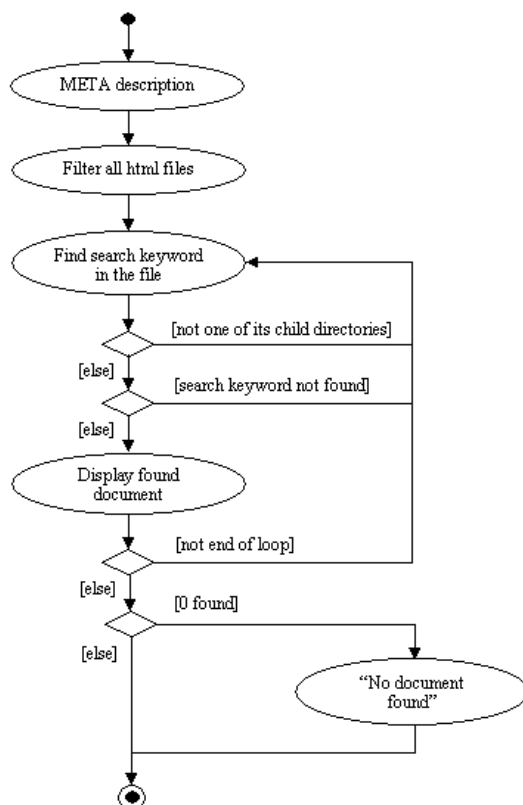 META description
Filter all html files
Find search keyword
in the file
[not one of its child directories]
[else]
[search keyword not found]
[else]
Display found
document
[not end of loop]
[else]
[0 found]
[else]
“No document
found”